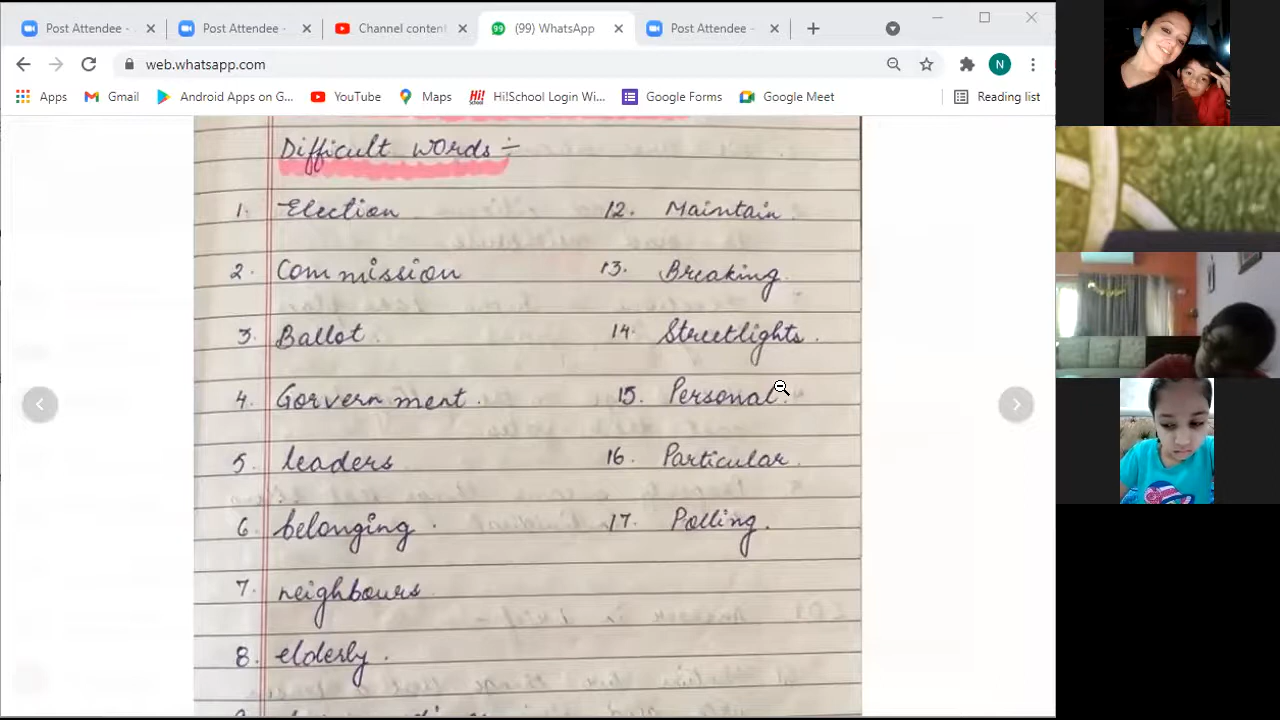 Post Attendee -
Post Attendee -
Channel content
(99) WhatsApp
Post Attendee -
web.whatsapp.com
N
Apps
Gmail
Android Apps on G...
YouTube
Maps
Hi!School Login Wi...
Google Forms
Google Meet
Reading list
Difficult words :-
1. Election
2. Commission
3. Ballot.
4. Gorvernment.
5. leaders
6. belonging.
7. neighbours.
8. elderly.
12. Maintain.
13. Breaking.
14. Streetlights.
15. Personal.
16. Particular.
17. Polling.